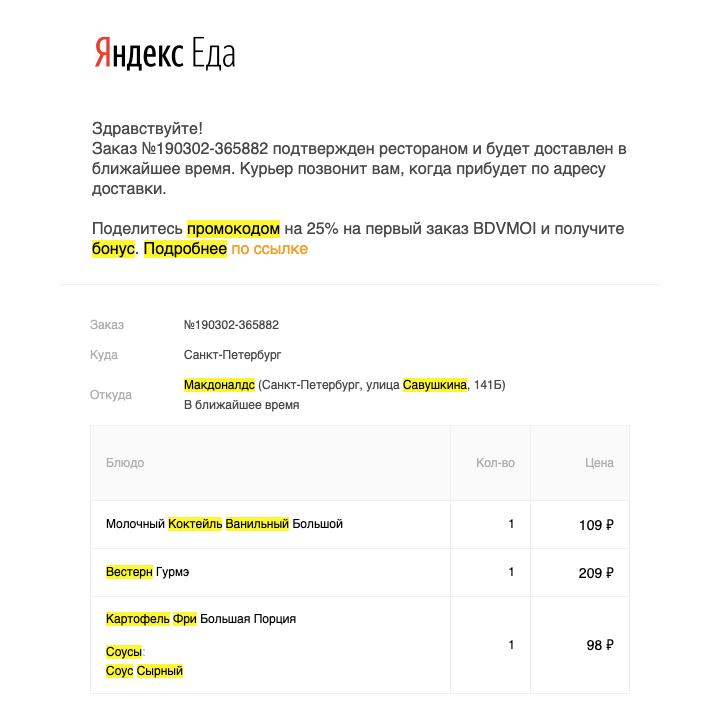 Яндекс Еда
Здравствуйте!
Заказ №190302-365882 подтвержден рестораном и будет доставлен в
ближайшее время. Курьер позвонит вам, когда прибудет по адресу
доставки.
Поделитесь промокодом на 25% на первый заказ BDVMOI и получите
бонус. Подробнее по ссылке
Заказ №190302-365882
Куда Санкт-Петербург
Откуда Макдоналдс (Санкт-Петербург, улица Савушкина, 141Б)
В ближайшее время
Блюдо Кол-во Цена
Молочный Коктейль Ванильный Большой 1 109 ₽
Вестерн Гурмэ 1 209 ₽
Картофель Фри Большая Порция
Соусы: 1 98 ₽
Соус Сырный